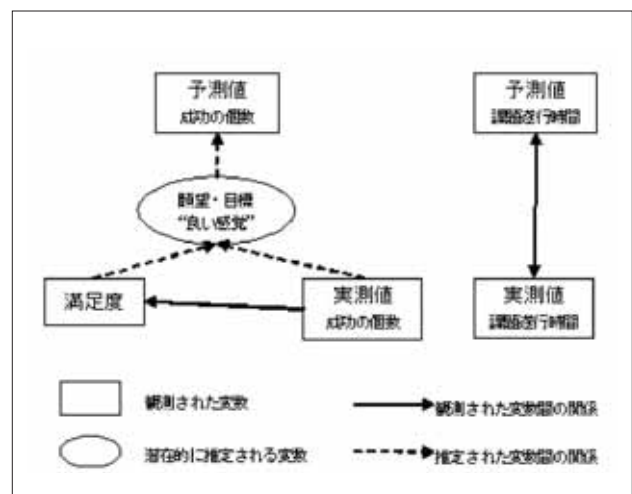 予測値
成功の個数
予測値
課題遂行時間
願望・目標
“良い感覚”
満足度
実測値
成功の個数
実測値
課題遂行時間
観測された変数
観測された変数間の関係
潜在的に推定される変数
推定された変数間の関係